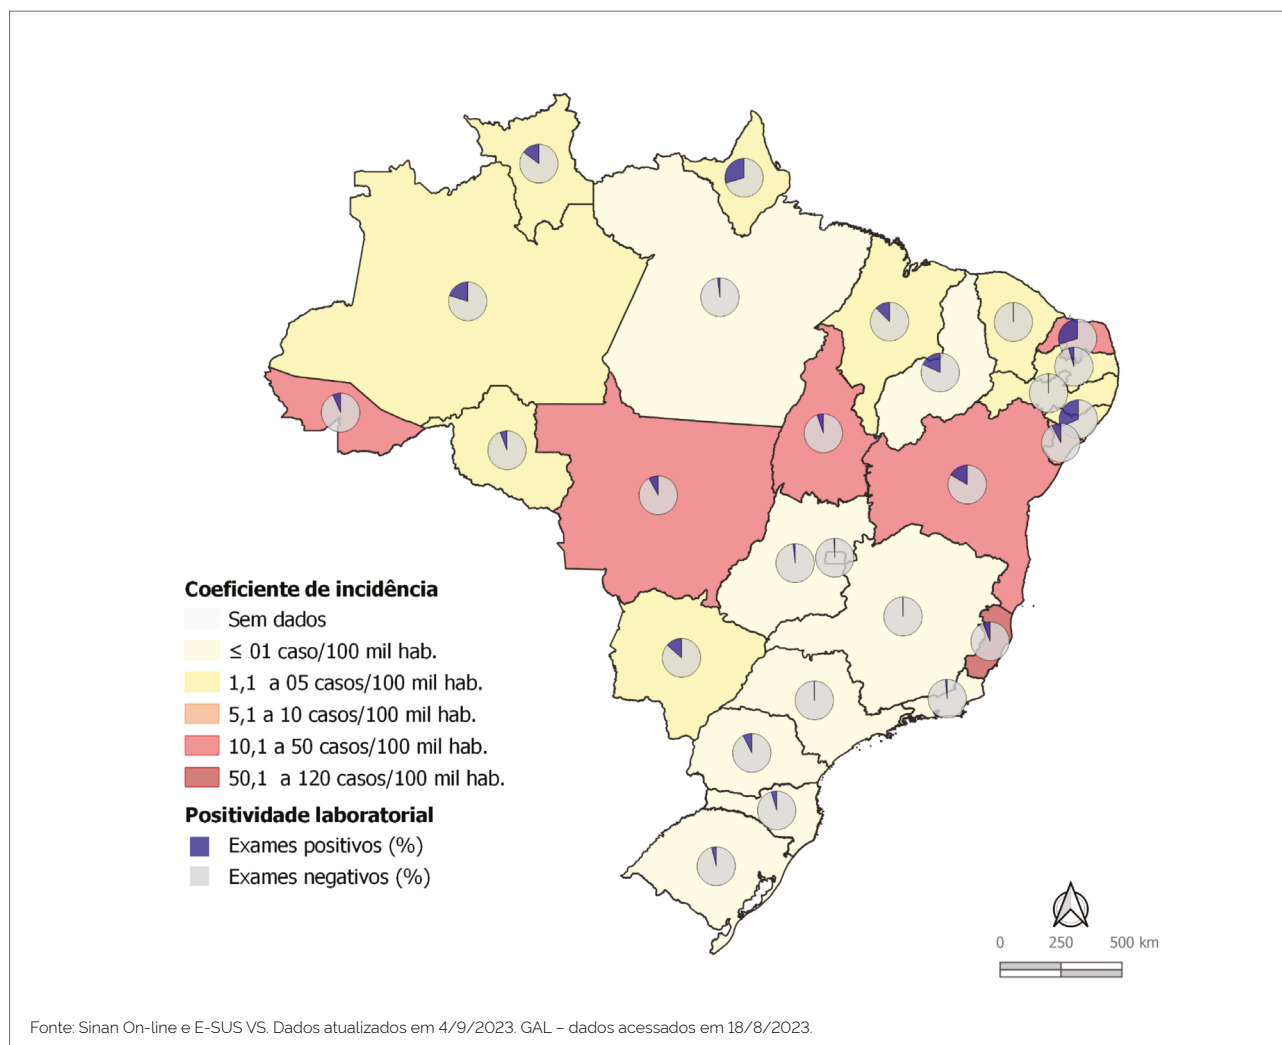 Coeficiente de incidência
Sem dados
≤ 01 caso/100 mil hab.
1,1 a 05 casos/100 mil hab.
5,1 a 10 casos/100 mil hab.
10,1 a 50 casos/100 mil hab.
50,1 a 120 casos/100 mil hab.
Positividade laboratorial
Exames positivos (%)
Exames negativos (%)
0 250 500 km
Fonte: Sinan On-line e E-SUS VS. Dados atualizados em 4/9/2023. GAL – dados acessados em 18/8/2023.